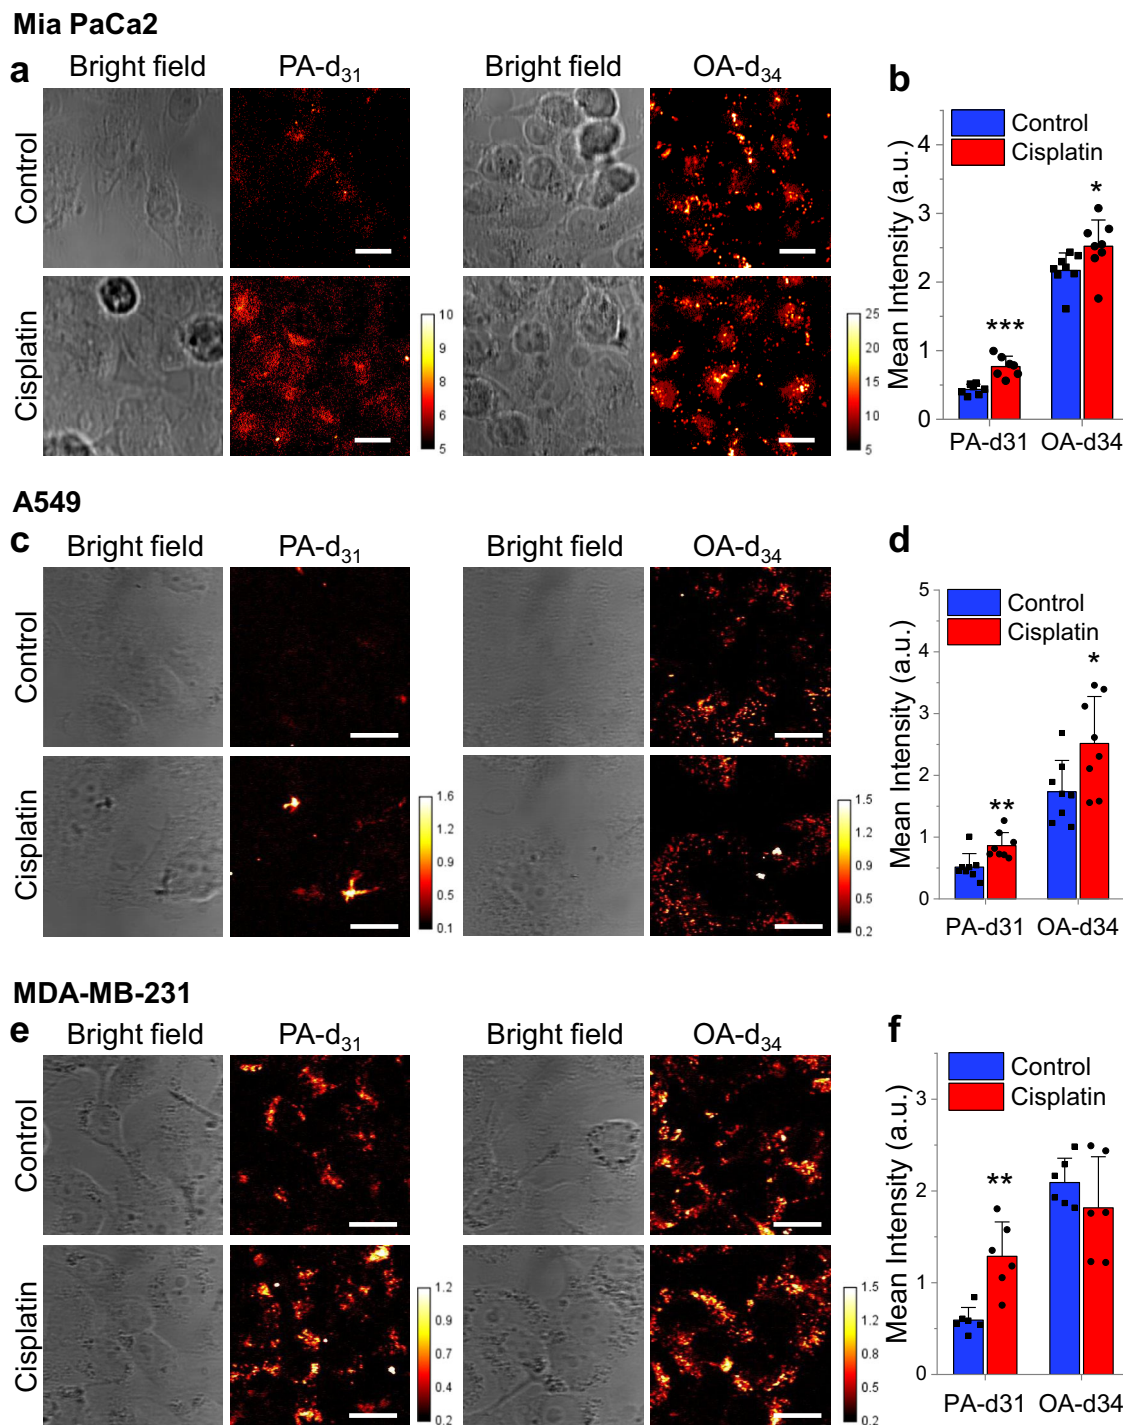 Mia PaCa2
a
Bright field
PA-d31
Bright field
OA-d34
Control
Cisplatin
10
9
8
7
6
5
25
20
15
10
5
b
Control
Cisplatin
Mean Intensity (a.u.)
4
3
2
1
0
***
*
PA-d31
OA-d34
A549
c
Bright field
PA-d31
Bright field
OA-d34
Control
Cisplatin
1.6
1.3
1.2
0.9
0.5
0.1
1.5
1.2
0.9
0.5
0.2
d
Control
Cisplatin
Mean Intensity (a.u.)
5
4
3
2
1
0
**
*
PA-d31
OA-d34
MDA-MB-231
e
Bright field
PA-d31
Bright field
OA-d34
Control
Cisplatin
1.2
0.9
0.7
0.4
0.2
1.5
1.2
0.8
0.5
0.2
f
Control
Cisplatin
Mean Intensity (a.u.)
3
2
1
0
**
PA-d31
OA-d34